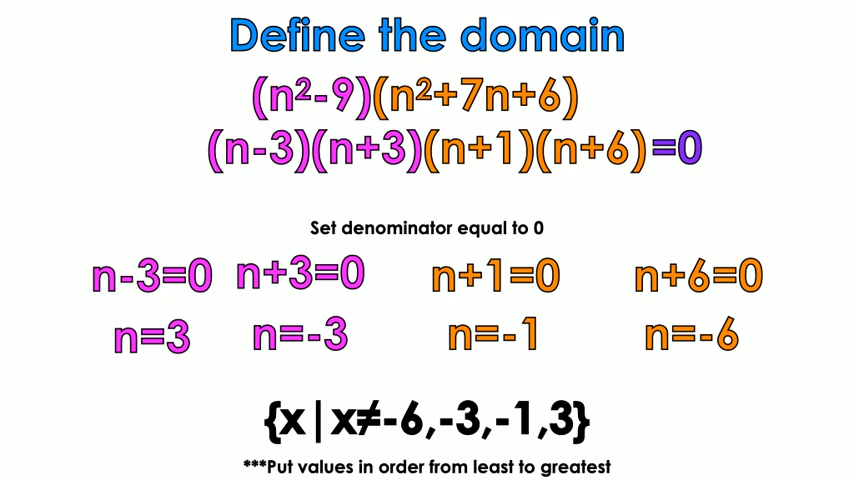 Define the domain
(n²-9)(n²+7n+6)
(n-3)(n+3)(n+1)(n+6)=0
Set denominator equal to 0
n-3=0 n+3=0 n+1=0 n+6=0
n=3 n=-3 n=-1 n=-6
{x|x≠-6,-3,-1,3}
***Put values in order from least to greatest